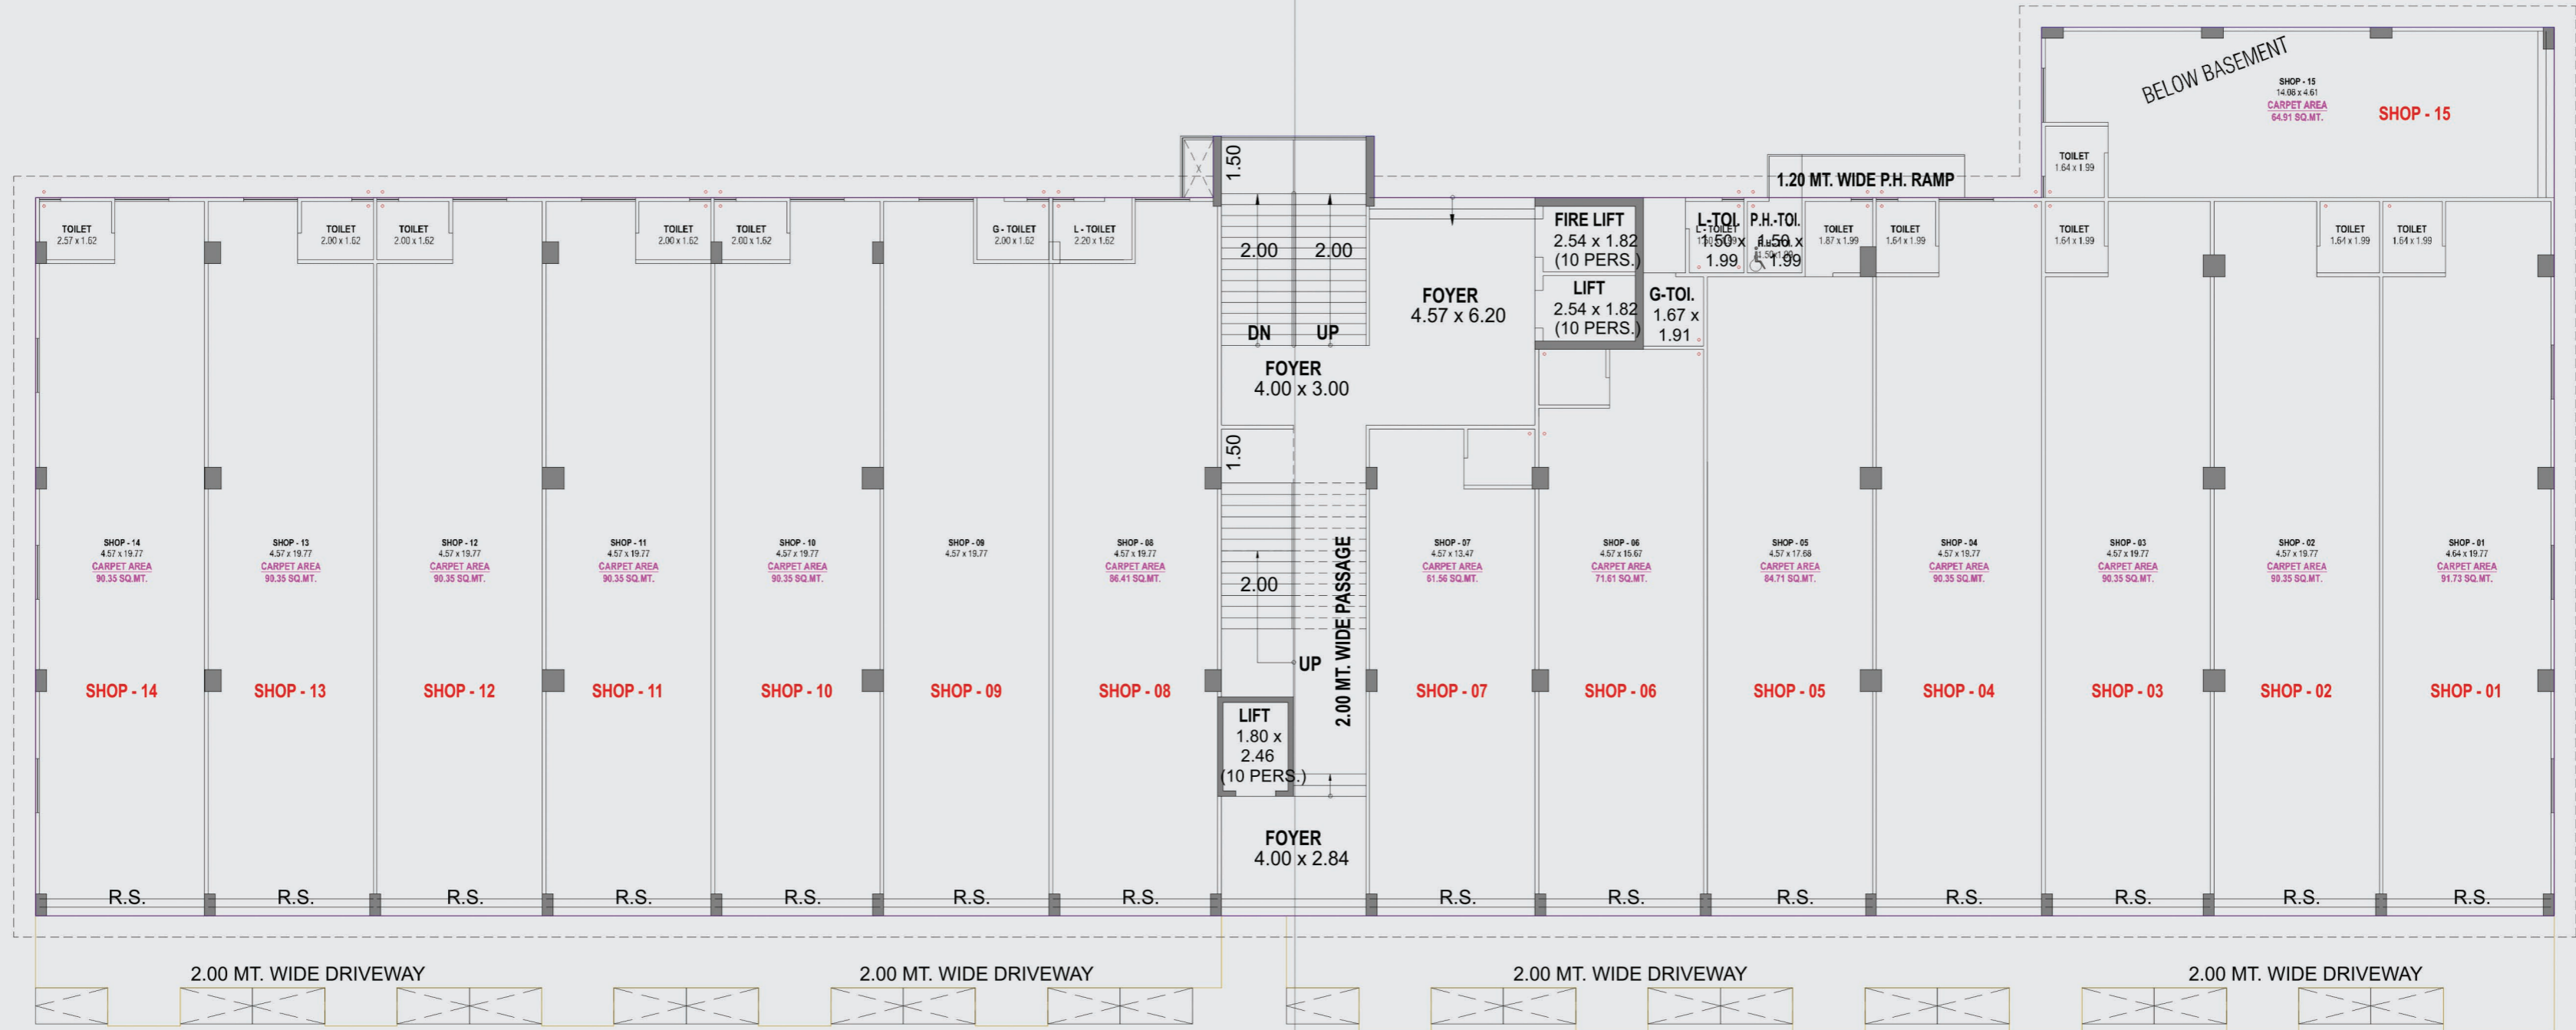 BELOW BASEMENT
SHOP - 15
14.08 x 4.61
CARPET AREA
64.91 SQ.MT.
SHOP - 15
TOILET
1.64 x 1.99
1.20 MT. WIDE P.H. RAMP
1.50
TOILET
2.57 x 1.62
TOILET
2.00 x 1.62
TOILET
2.00 x 1.62
TOILET
2.00 x 1.62
TOILET
2.00 x 1.62
G - TOILET
2.00 x 1.62
L - TOILET
2.20 x 1.62
2.00
2.00
DN
UP
FOYER
4.57 x 6.20
FIRE LIFT
2.54 x 1.82
(10 PERS.)
LIFT
2.54 x 1.82
(10 PERS.)
G-TOI.
1.67 x
1.91
L-TOI.
1.50 x
1.99
L - TOILET
P.H.-TOI.
1.50 x
1.99
TOILET
1.87 x 1.99
TOILET
1.64 x 1.99
TOILET
1.64 x 1.99
TOILET
1.64 x 1.99
TOILET
1.64 x 1.99
FOYER
4.00 x 3.00
1.50
SHOP - 14
4.57 x 19.77
CARPET AREA
90.35 SQ.MT.
SHOP - 13
4.57 x 19.77
CARPET AREA
90.35 SQ.MT.
SHOP - 12
4.57 x 19.77
CARPET AREA
90.35 SQ.MT.
SHOP - 11
4.57 x 19.77
CARPET AREA
90.35 SQ.MT.
SHOP - 10
4.57 x 19.77
CARPET AREA
90.35 SQ.MT.
SHOP - 09
4.57 x 19.77
SHOP - 08
4.57 x 19.77
CARPET AREA
86.41 SQ.MT.
2.00
2.00 MT. WIDE PASSAGE
UP
SHOP - 07
4.57 x 13.47
CARPET AREA
61.56 SQ.MT.
SHOP - 06
4.57 x 15.67
CARPET AREA
71.61 SQ.MT.
SHOP - 05
4.57 x 17.68
CARPET AREA
84.71 SQ.MT.
SHOP - 04
4.57 x 19.77
CARPET AREA
90.35 SQ.MT.
SHOP - 03
4.57 x 19.77
CARPET AREA
90.35 SQ.MT.
SHOP - 02
4.57 x 19.77
CARPET AREA
90.35 SQ.MT.
SHOP - 01
4.64 x 19.77
CARPET AREA
91.73 SQ.MT.
SHOP - 14
SHOP - 13
SHOP - 12
SHOP - 11
SHOP - 10
SHOP - 09
SHOP - 08
SHOP - 07
SHOP - 06
SHOP - 05
SHOP - 04
SHOP - 03
SHOP - 02
SHOP - 01
LIFT
1.80 x
2.46
(10 PERS.)
FOYER
4.00 x 2.84
R.S.
R.S.
R.S.
R.S.
R.S.
R.S.
R.S.
R.S.
R.S.
R.S.
R.S.
R.S.
R.S.
R.S.
2.00 MT. WIDE DRIVEWAY
2.00 MT. WIDE DRIVEWAY
2.00 MT. WIDE DRIVEWAY
2.00 MT. WIDE DRIVEWAY